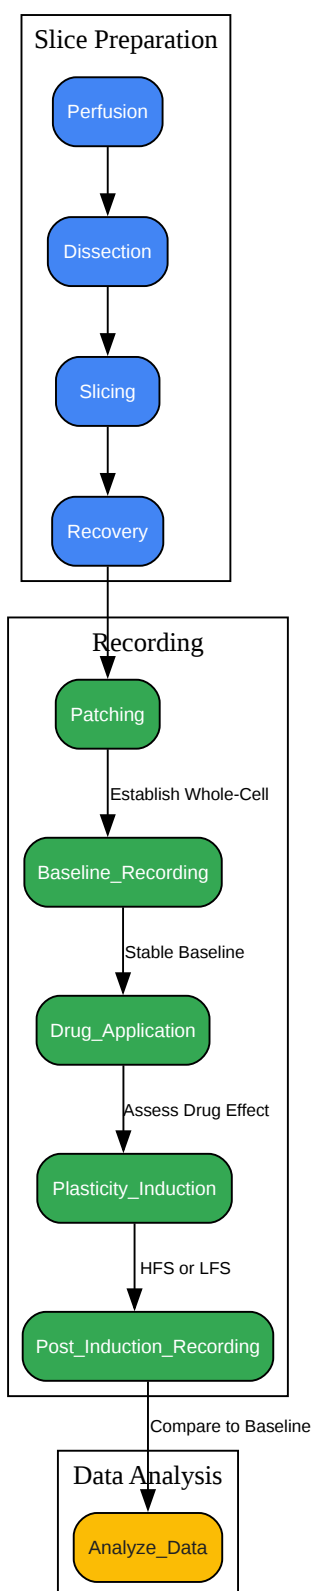 Slice Preparation
Perfusion
Dissection
Slicing
Recovery
Recording
Patching
Establish Whole-Cell
Baseline_Recording
Stable Baseline
Drug_Application
Assess Drug Effect
Plasticity_Induction
HFS or LFS
Post_Induction_Recording
Compare to Baseline
Data Analysis
Analyze_Data